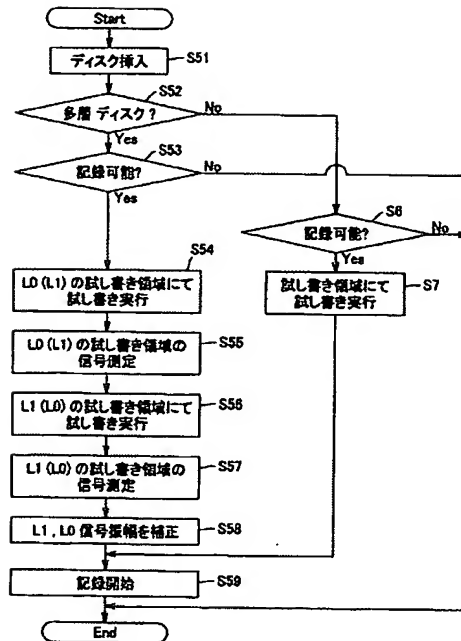 Start
ディスク挿入
S51
多層 ディスク?
S52
No
Yes
記録可能?
S53
No
Yes
記録可能?
S6
No
Yes
L0(L1)の試し書き領域にて
試し書き実行
S54
試し書き領域にて
試し書き実行
S7
L0(L1)の試し書き領域の
信号測定
S55
L1(L0)の試し書き領域にて
試し書き実行
S56
L1(L0)の試し書き領域の
信号測定
S57
L1,L0 信号振幅を補正
S58
記録開始
S59
End